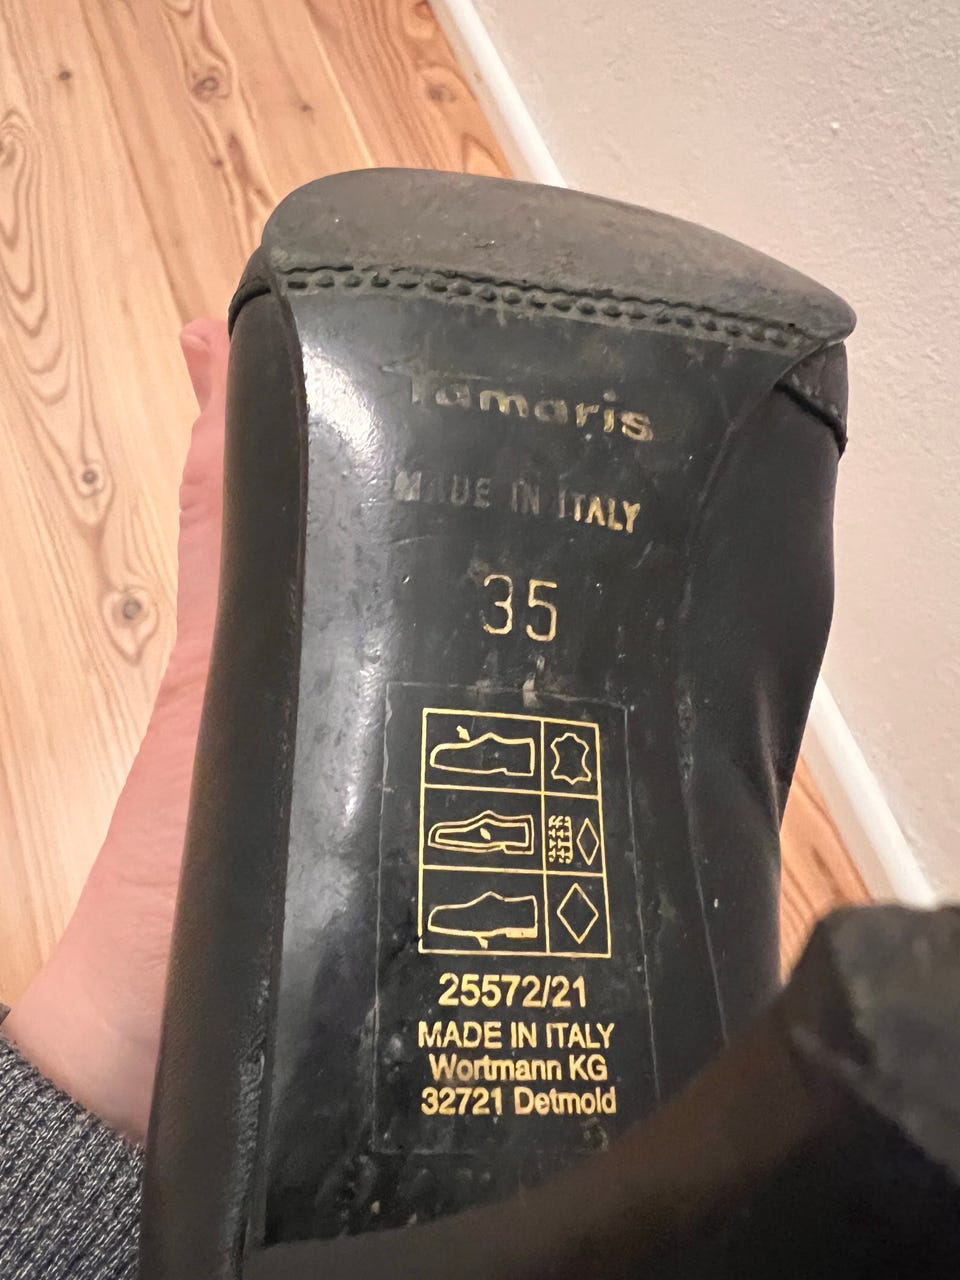 Tamaris
MADE IN ITALY
35
25572/21
MADE IN ITALY
Wortmann KG
32721 Detmold